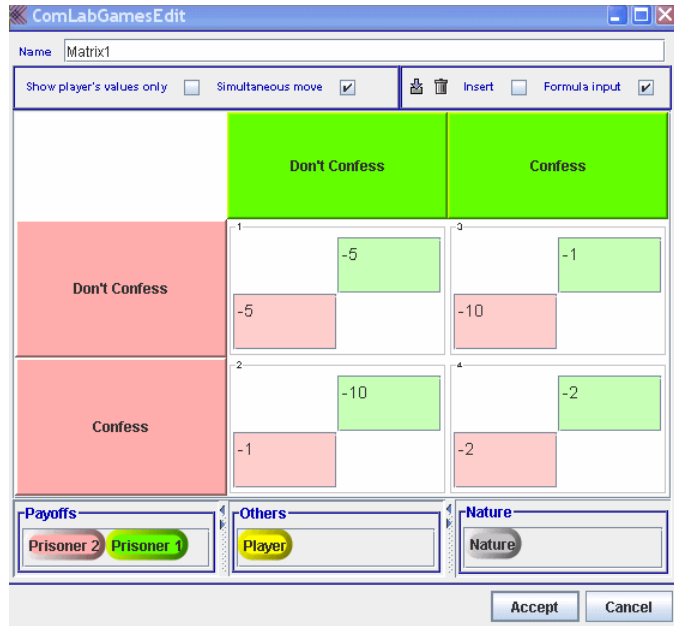 ComLabGamesEdit
Name Matrix1
Show player's values only Simultaneous move Insert Formula input
Don't Confess Confess
1 3
-5 -1
Don't Confess
-5 -10
2 4
-10 -2
Confess
-1 -2
Payoffs Others Nature
Prisoner 2 Prisoner 1 Player Nature
Accept Cancel